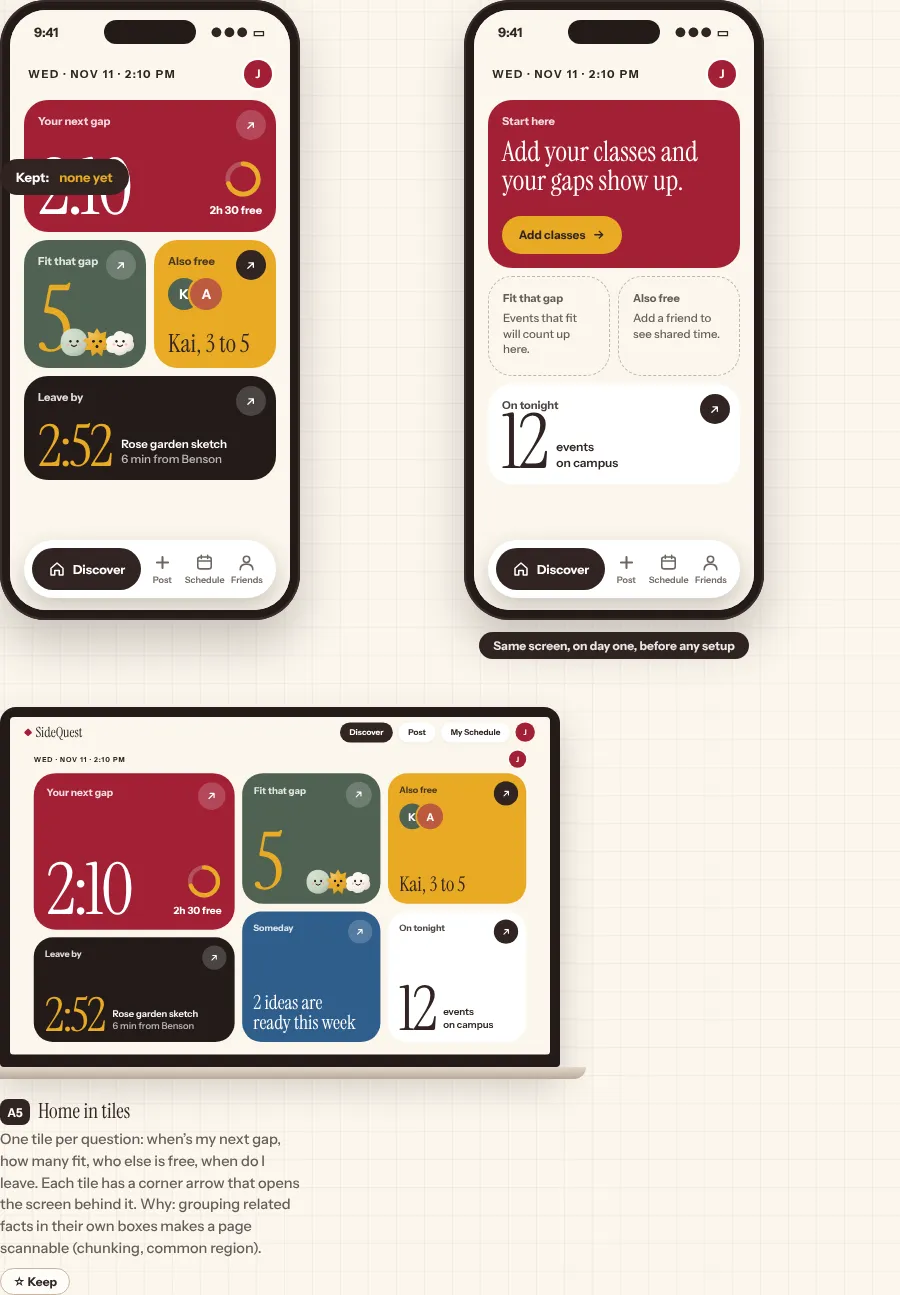 9:41
WED · NOV 11 · 2:10 PM
J
Your next gap
Kept: none yet
2:10
2h 30 free
Fit that gap
5
Also free
K A
Kai, 3 to 5
Leave by
2:52
Rose garden sketch
6 min from Benson
Discover
Post
Schedule
Friends
9:41
WED · NOV 11 · 2:10 PM
J
Start here
Add your classes and
your gaps show up.
Add classes →
Fit that gap
Events that fit
will count up
here.
Also free
Add a friend to
see shared time.
On tonight
12
events
on campus
Discover
Post
Schedule
Friends
Same screen, on day one, before any setup
SideQuest
Discover
Post
My Schedule
J
WED · NOV 11 · 2:10 PM
J
Your next gap
2:10
2h 30 free
Fit that gap
5
Also free
K A
Kai, 3 to 5
Leave by
2:52
Rose garden sketch
6 min from Benson
Someday
2 ideas are
ready this week
On tonight
12
events
on campus
A5 Home in tiles
One tile per question: when’s my next gap,
how many fit, who else is free, when do I
leave. Each tile has a corner arrow that opens
the screen behind it. Why: grouping related
facts in their own boxes makes a page
scannable (chunking, common region).
☆ Keep